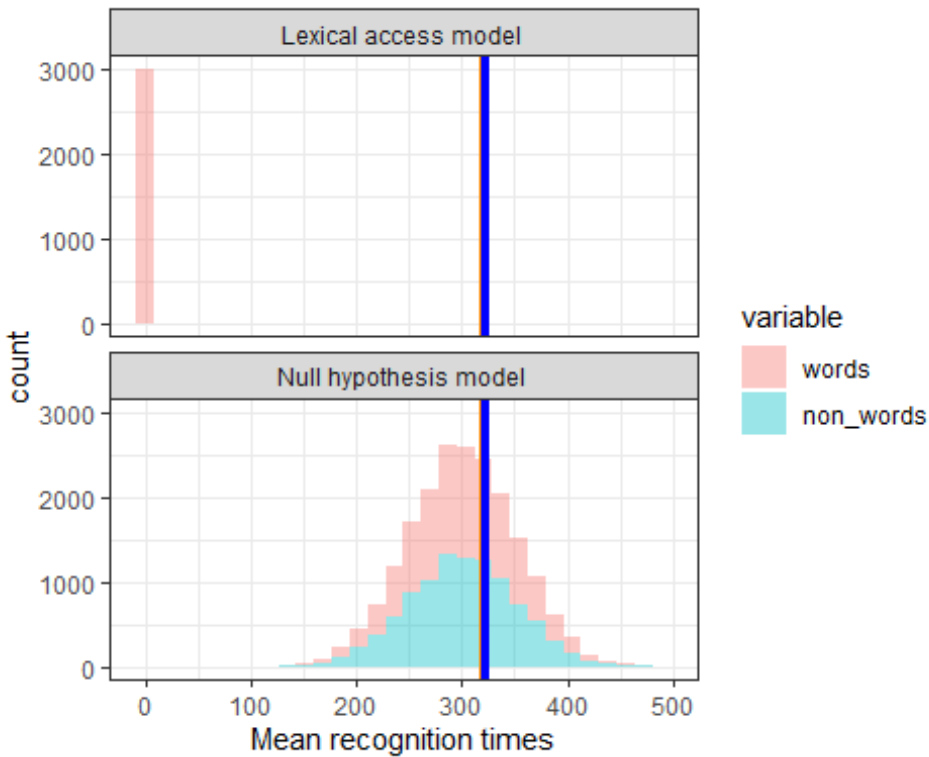 Lexical access model
3000
2000
1000
0
Null hypothesis model
3000
2000
1000
0
count
0 100 200 300 400 500
Mean recognition times
variable
words
non_words